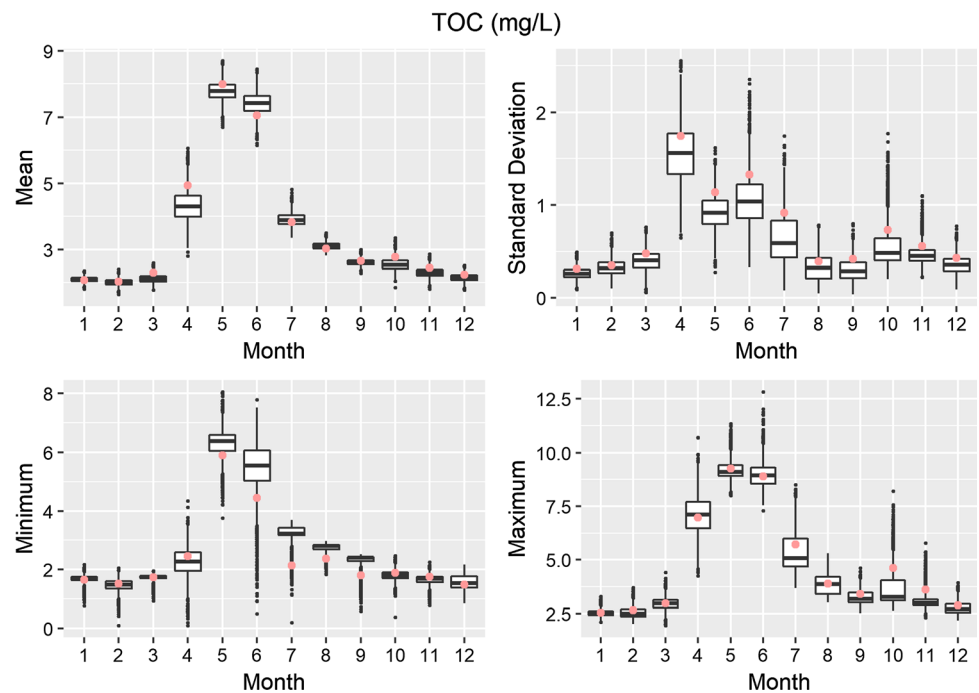 TOC (mg/L)
Mean
9
7
5
3
1 2 3 4 5 6 7 8 9 10 11 12
Month
Standard Deviation
2
1
0
1 2 3 4 5 6 7 8 9 10 11 12
Month
Minimum
8
6
4
2
0
1 2 3 4 5 6 7 8 9 10 11 12
Month
Maximum
12.5
10.0
7.5
5.0
2.5
1 2 3 4 5 6 7 8 9 10 11 12
Month